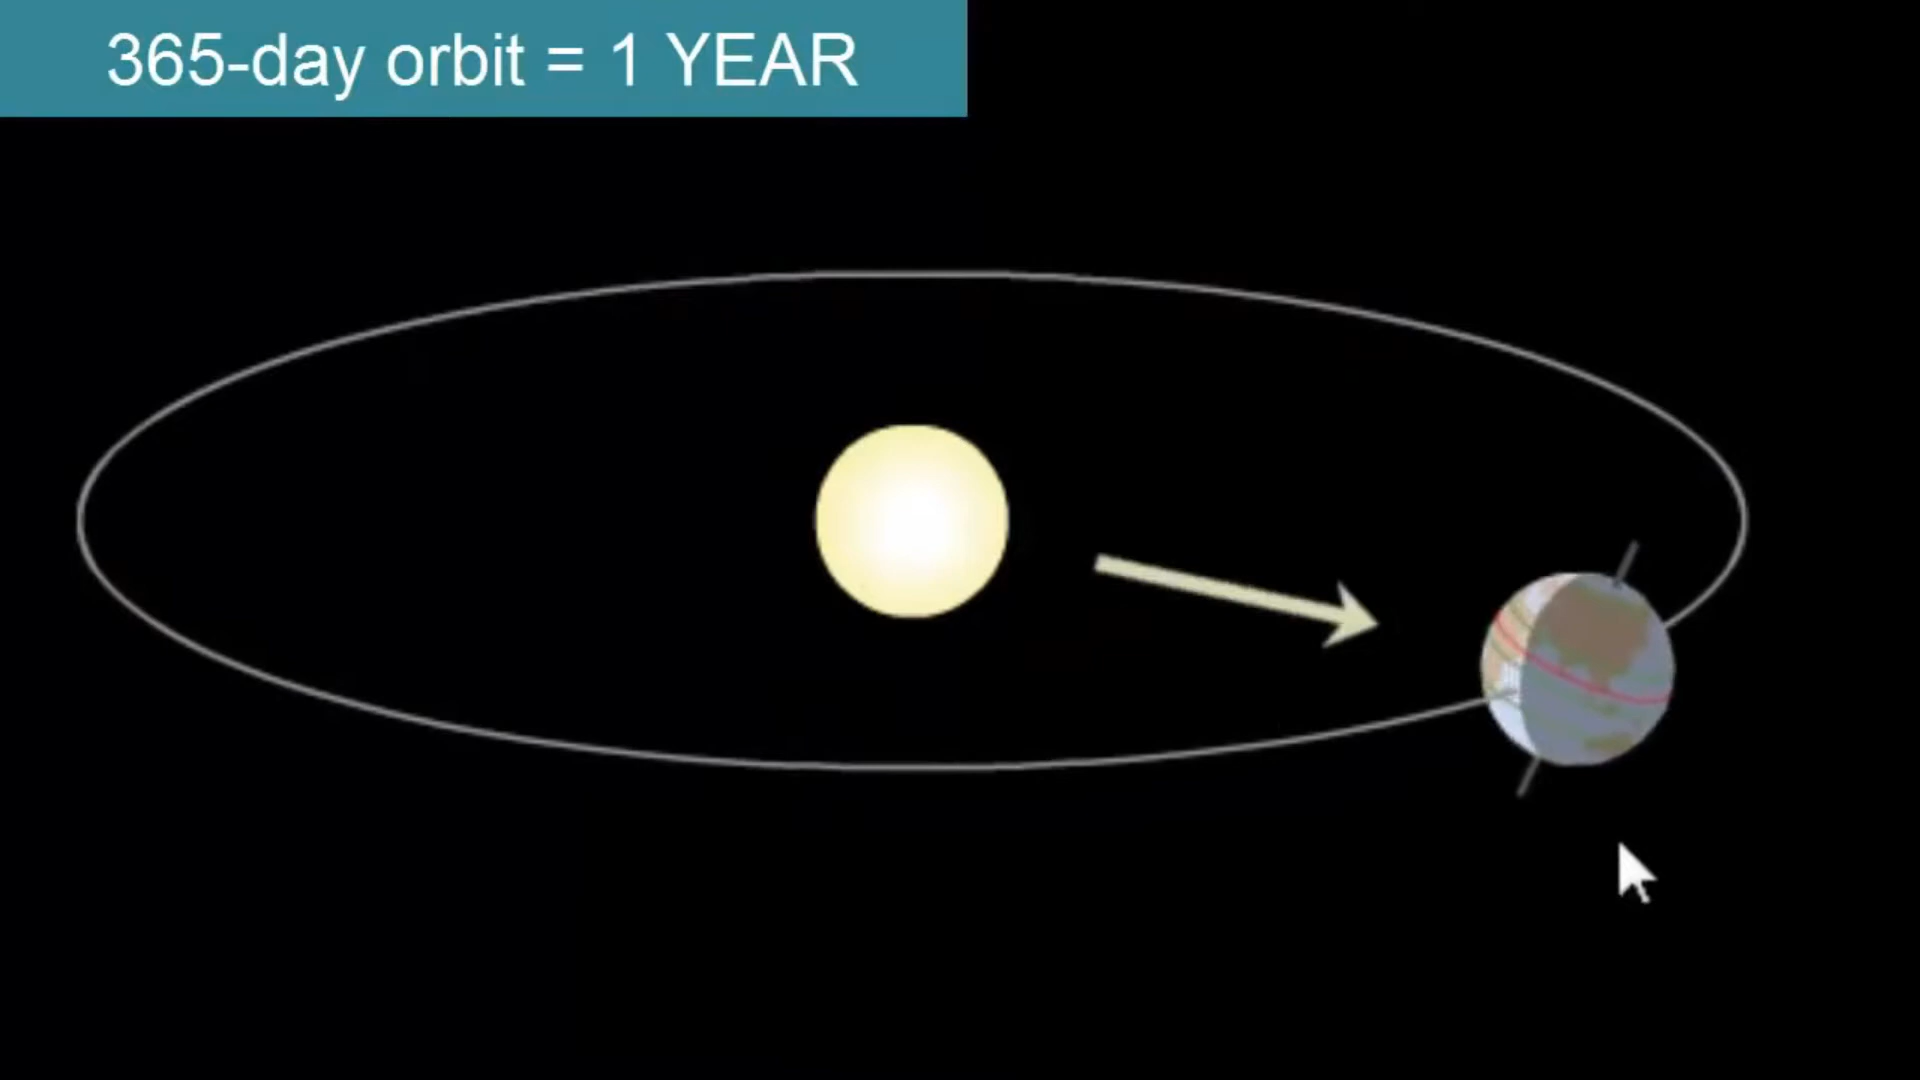 365-day orbit = 1 YEAR